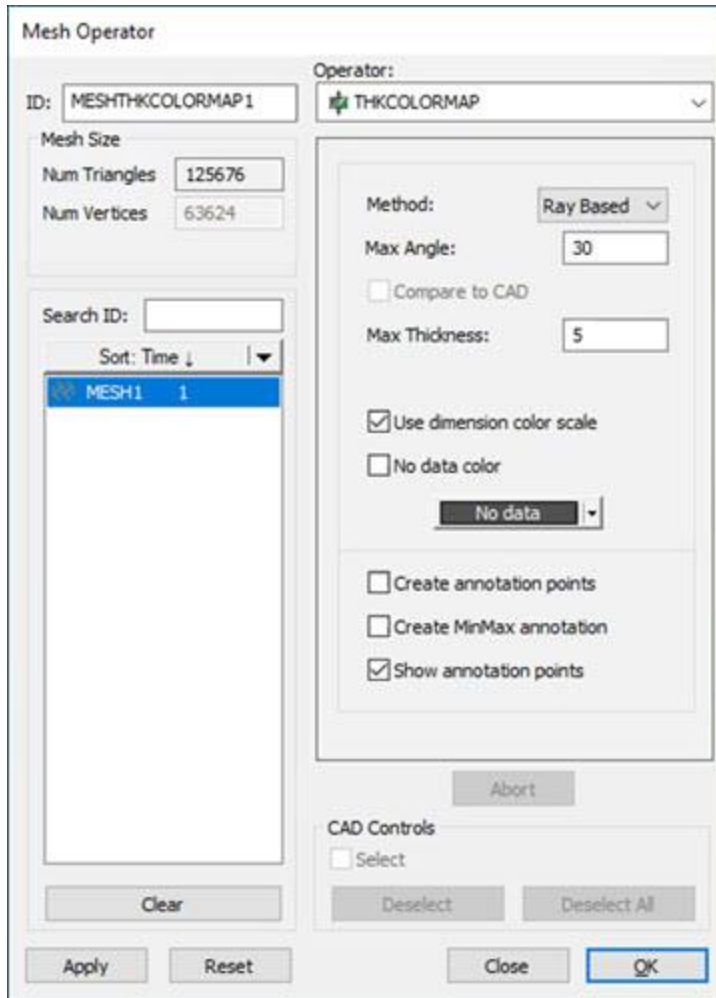 Mesh Operator
Operator:
ID: MESHTHKCOLORMAP1
THKCOLORMAP
Mesh Size
Num Triangles 125676
Num Vertices 63624
Method: Ray Based
Max Angle: 30
Compare to CAD
Max Thickness: 5
Search ID:
Sort: Time ↓
MESH1 1
Use dimension color scale
No data color
No data
Create annotation points
Create MinMax annotation
Show annotation points
Abort
CAD Controls
Select
Deselect Deselect All
Clear
Apply Reset Close OK